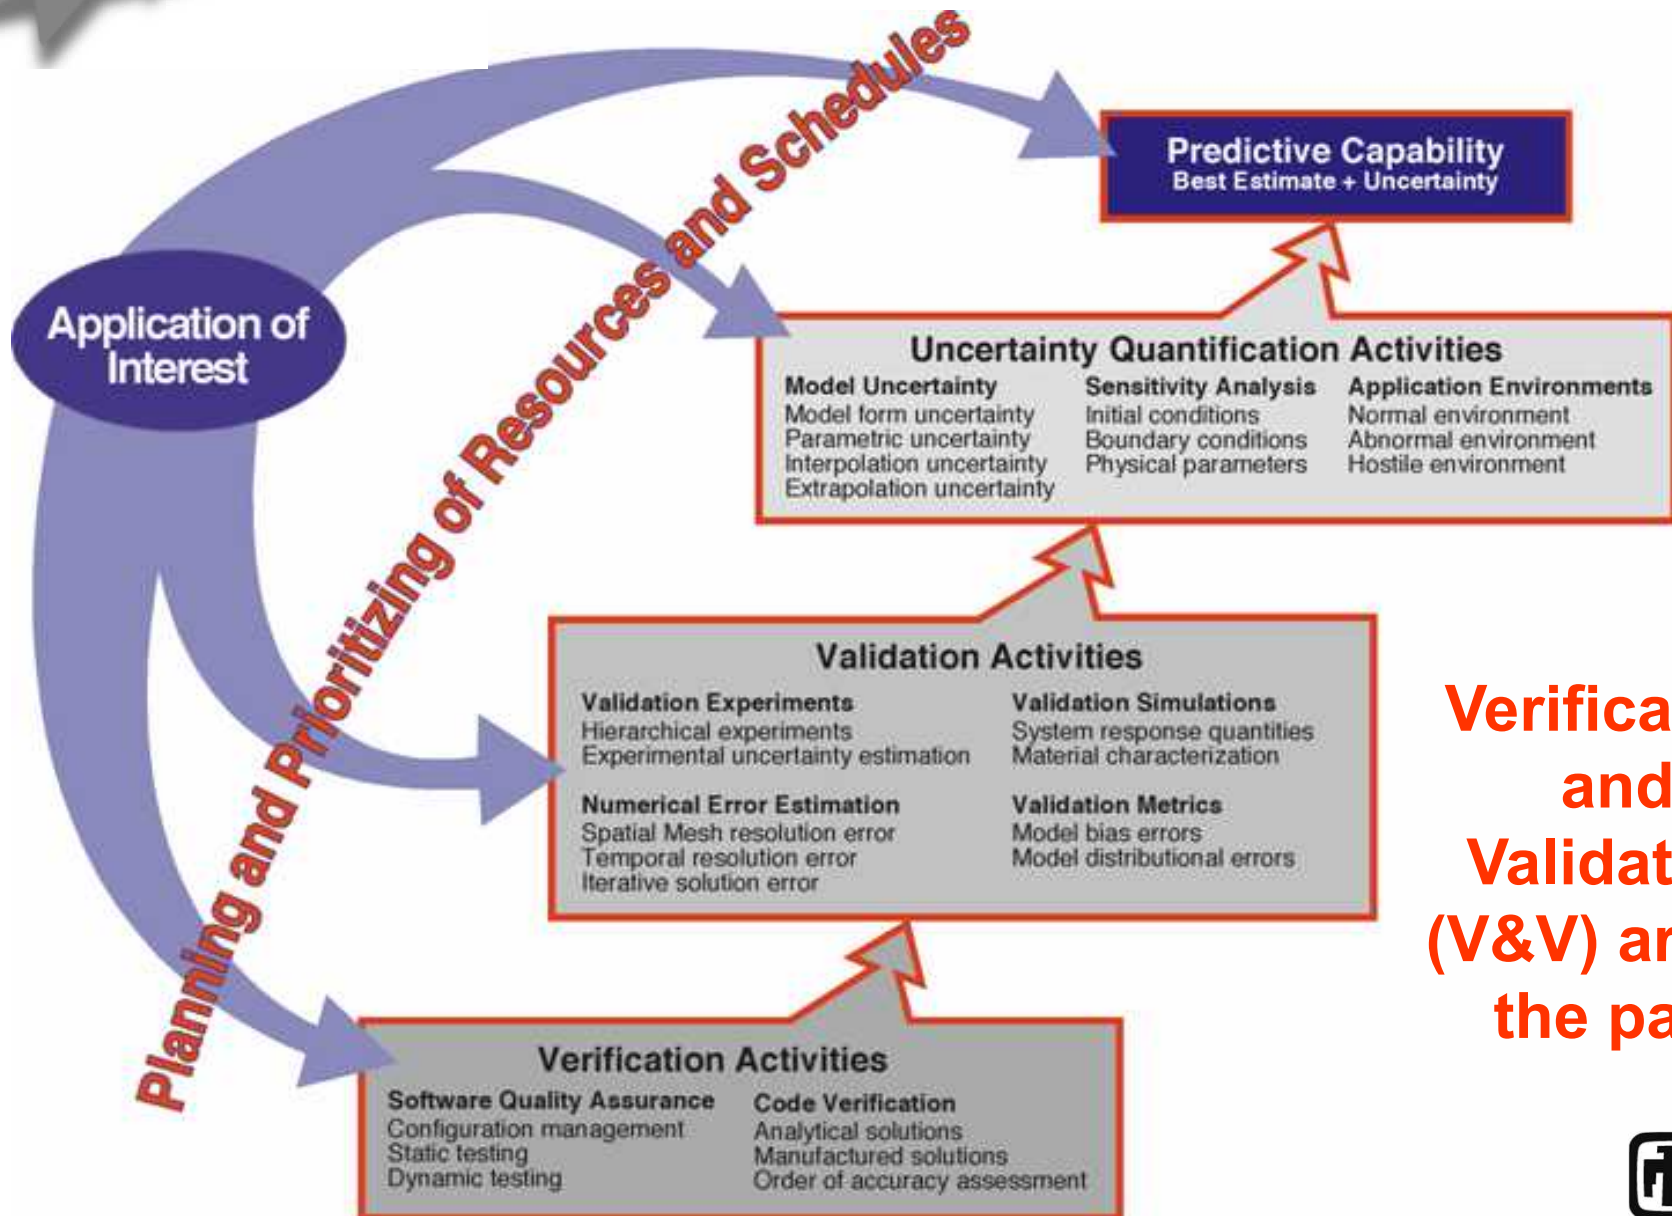 Planning and Prioritizing of Resources and Schedules
Application of
Interest
Predictive Capability
Best Estimate + Uncertainty
Uncertainty Quantification Activities
Model Uncertainty
Model form uncertainty
Parametric uncertainty
Interpolation uncertainty
Extrapolation uncertainty
Sensitivity Analysis
Initial conditions
Boundary conditions
Physical parameters
Application Environments
Normal environment
Abnormal environment
Hostile environment
Validation Activities
Validation Experiments
Hierarchical experiments
Experimental uncertainty estimation
Validation Simulations
System response quantities
Material characterization
Numerical Error Estimation
Spatial Mesh resolution error
Temporal resolution error
Iterative solution error
Validation Metrics
Model bias errors
Model distributional errors
Verification Activities
Software Quality Assurance
Configuration management
Static testing
Dynamic testing
Code Verification
Analytical solutions
Manufactured solutions
Order of accuracy assessment
and
(V&V)
the